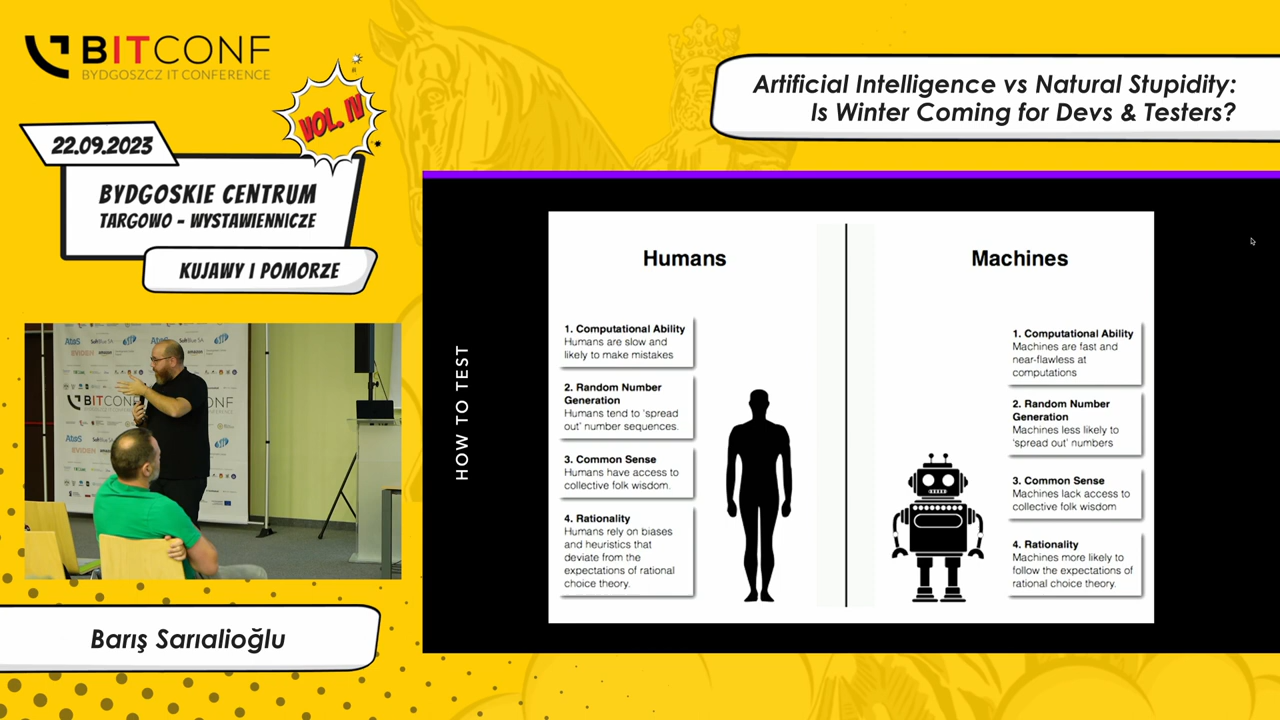 BITCONF
BYDGOSZCZ IT CONFERENCE
VOL. IV
22.09.2023
BYDGOSKIE CENTRUM
TARGOWO - WYSTAWIENNICZE
KUJAWY I POMORZE
Artificial Intelligence vs Natural Stupidity:
Is Winter Coming for Devs & Testers?
HOW TO TEST
Humans
1. Computational Ability
Humans are slow and
likely to make mistakes
2. Random Number
Generation
Humans tend to 'spread
out' number sequences.
3. Common Sense
Humans have access to
collective folk wisdom.
4. Rationality
Humans rely on biases
and heuristics that
deviate from the
expectations of rational
choice theory.
Machines
1. Computational Ability
Machines are fast and
near-flawless at
computations
2. Random Number
Generation
Machines less likely to
'spread out' numbers
3. Common Sense
Machines lack access to
collective folk wisdom
4. Rationality
Machines more likely to
follow the expectations of
rational choice theory.
AtoS
SoftBlue SA
amazon
BITCONF
AtoS
Barış Sarıalioğlu